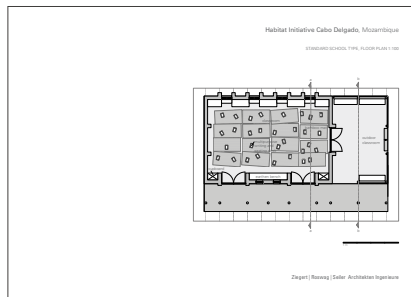 Habitat Initiative Cabo Delgado, Mozambique
STANDARD SCHOOL TYPE, FLOOR PLAN 1:100
outdoor
classroom
Ziegert | Roswag | Seiler Architekten Ingenieure